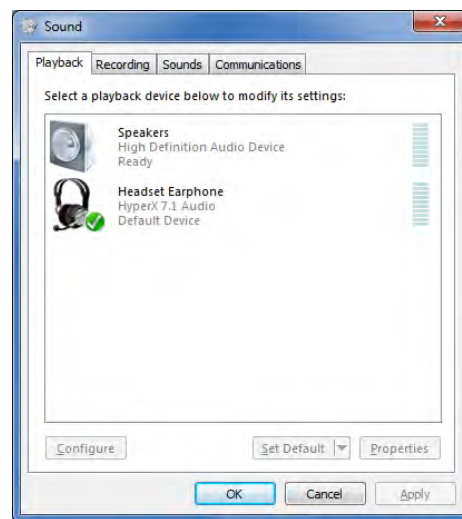 Sound
Playback Recording Sounds Communications
Select a playback device below to modify its settings:
Speakers
High Definition Audio Device
Ready
Headset Earphone
HyperX 7.1 Audio
Default Device
Configure Set Default Properties
OK Cancel Apply